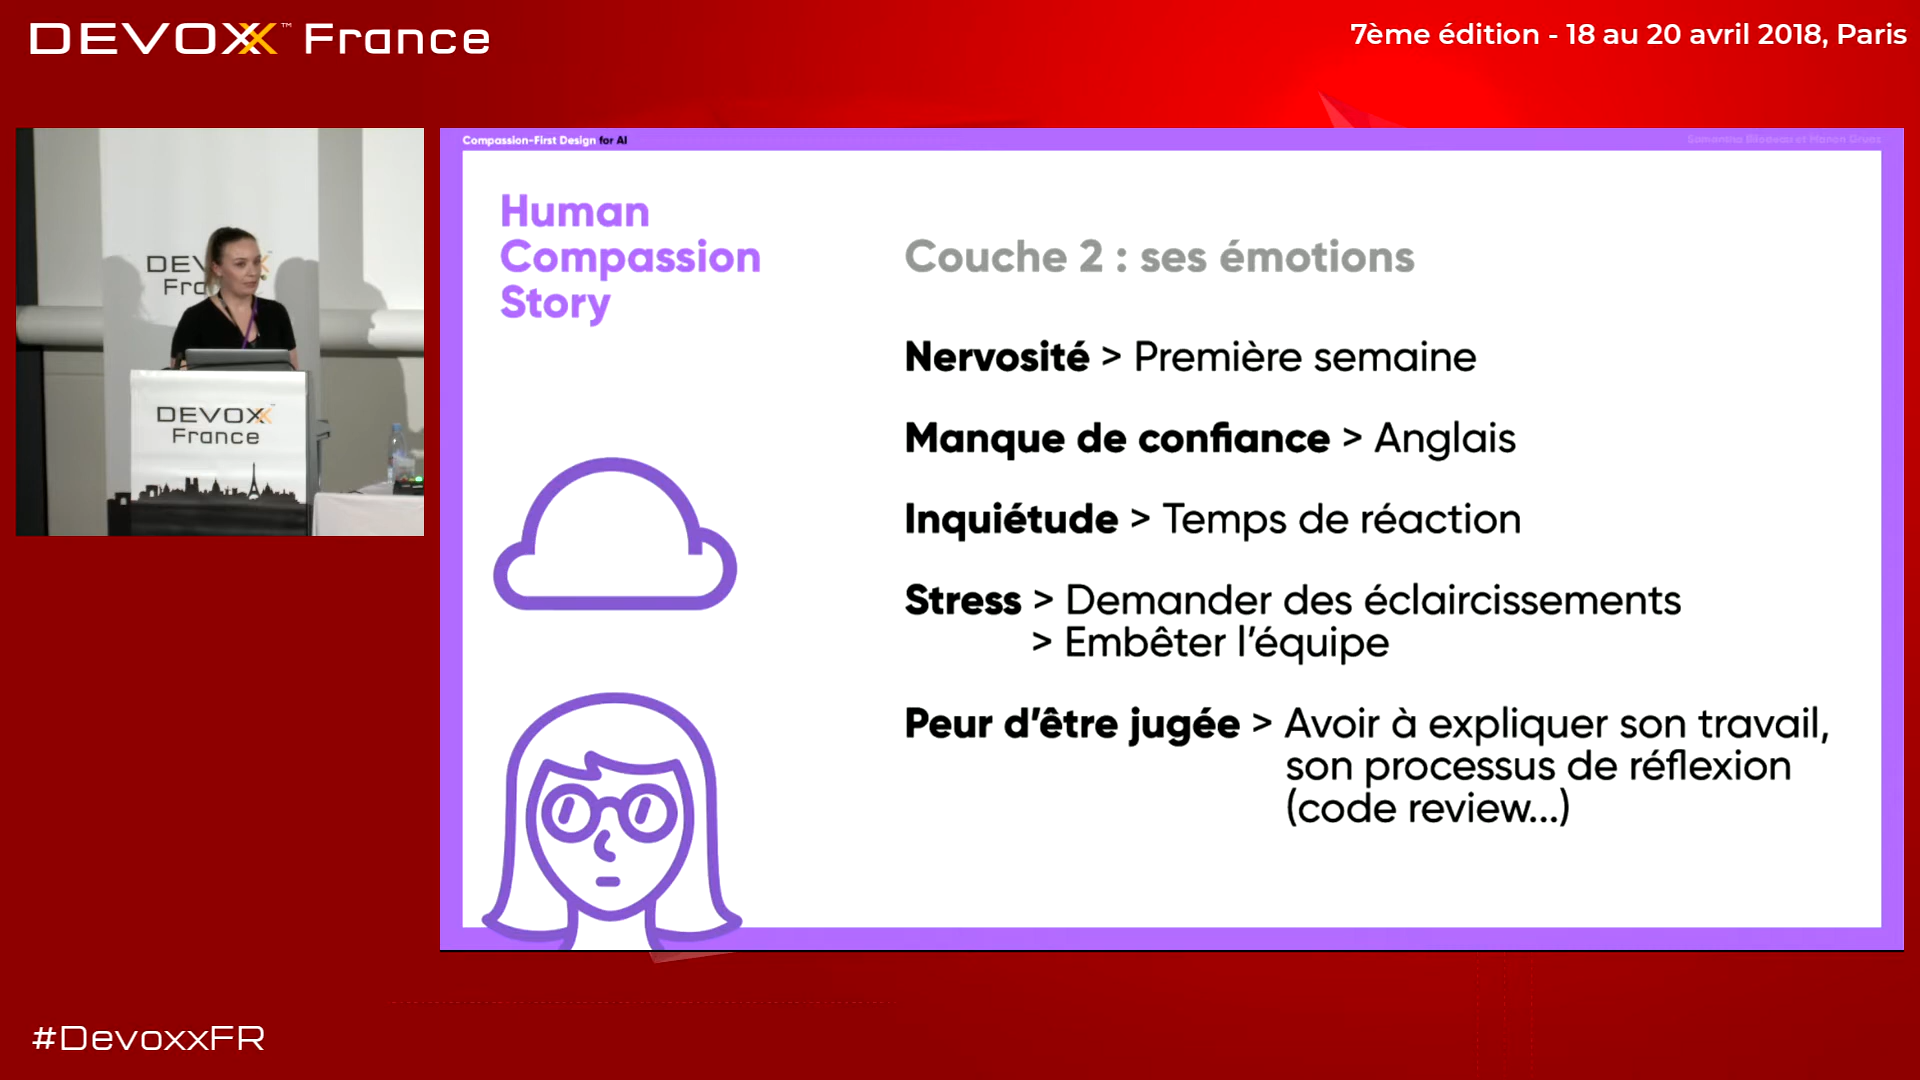 DEVOXX™ France
7ème édition - 18 au 20 avril 2018, Paris
Compassion-First Design for AI
Human
Compassion
Story
Couche 2 : ses émotions
Nervosité > Première semaine
Manque de confiance > Anglais
Inquiétude > Temps de réaction
Stress > Demander des éclaircissements
> Embêter l'équipe
Peur d'être jugée > Avoir à expliquer son travail,
son processus de réflexion
(code review...)
DEVOXX
France
#DevoxxFR